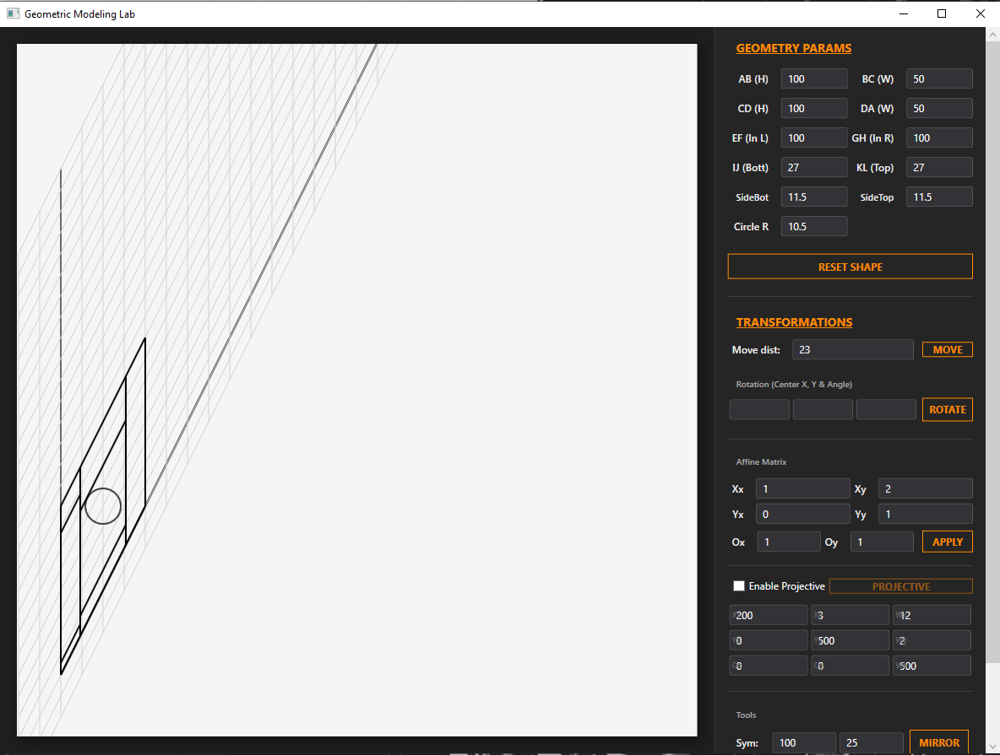 Geometric Modeling Lab
GEOMETRY PARAMS
AB (H) 100 BC (W) 50
CD (H) 100 DA (W) 50
EF (In L) 100 GH (In R) 100
IJ (Bott) 27 KL (Top) 27
SideBot 11.5 SideTop 11.5
Circle R 10.5
RESET SHAPE
TRANSFORMATIONS
Move dist: 23 MOVE
Rotation (Center X, Y & Angle)
ROTATE
Affine Matrix
Xx 1 Xy 2
Yx 0 Yy 1
Ox 1 Oy 1 APPLY
Enable Projective PROJECTIVE
200 3 12
0 500 2
0 0 500
Tools
Sym: 100 25 MIRROR